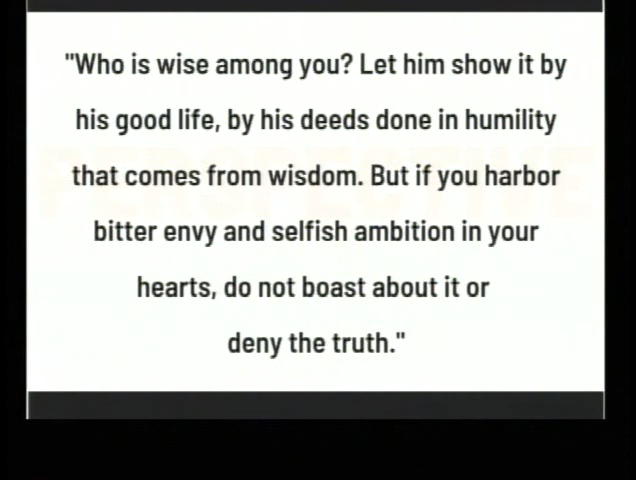 "Who is wise among you? Let him show it by
his good life, by his deeds done in humility
that comes from wisdom. But if you harbor
bitter envy and selfish ambition in your
hearts, do not boast about it or
deny the truth."
PERSPECTIVE